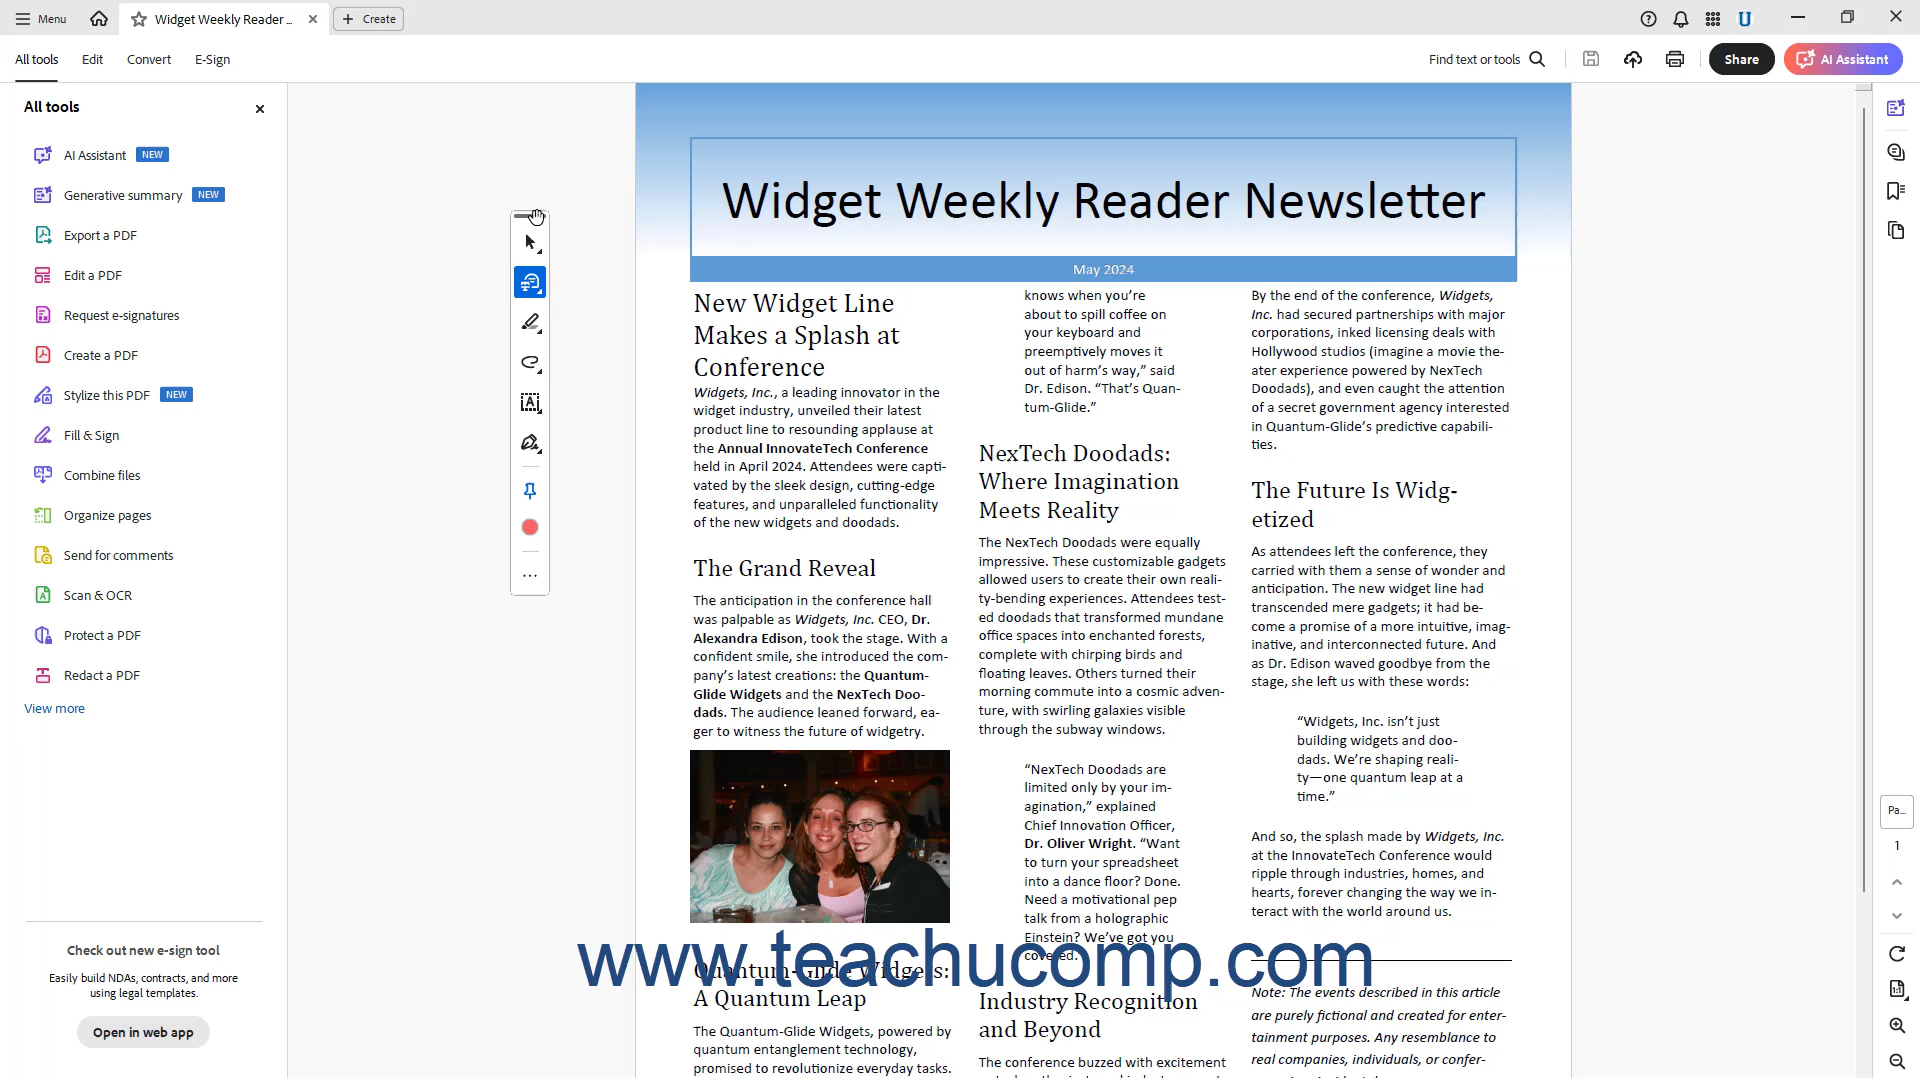 Menu
Widget Weekly Reader ...
Create
All tools
Edit
Convert
E-Sign
Find text or tools
Share
AI Assistant
All tools
AI Assistant NEW
Generative summary NEW
Export a PDF
Edit a PDF
Request e-signatures
Create a PDF
Stylize this PDF NEW
Fill & Sign
Combine files
Organize pages
Send for comments
Scan & OCR
Protect a PDF
Redact a PDF
View more
Check out new e-sign tool
Easily build NDAs, contracts, and more
using legal templates.
Open in web app
Widget Weekly Reader Newsletter
May 2024
New Widget Line
Makes a Splash at
Conference
Widgets, Inc., a leading innovator in the
widget industry, unveiled their latest
product line to resounding applause at
the Annual InnovateTech Conference
held in April 2024. Attendees were capti-
vated by the sleek design, cutting-edge
features, and unparalleled functionality
of the new widgets and doodads.
The Grand Reveal
The anticipation in the conference hall
was palpable as Widgets, Inc. CEO, Dr.
Alexandra Edison, took the stage. With a
confident smile, she introduced the com-
pany's latest creations: the Quantum-
Glide Widgets and the NexTech Doo-
dads. The audience leaned forward, ea-
ger to witness the future of widgetry.
Quantum-Glide Widgets:
A Quantum Leap
The Quantum-Glide Widgets, powered by
quantum entanglement technology,
promised to revolutionize everyday tasks.
knows when you're
about to spill coffee on
your keyboard and
preemptively moves it
out of harm's way,” said
Dr. Edison. “That's Quan-
tum-Glide.”
NexTech Doodads:
Where Imagination
Meets Reality
The NexTech Doodads were equally
impressive. These customizable gadgets
allowed users to create their own reali-
ty-bending experiences. Attendees test-
ed doodads that transformed mundane
office spaces into enchanted forests,
complete with chirping birds and
floating leaves. Others turned their
morning commute into a cosmic adven-
ture, with swirling galaxies visible
through the subway windows.
“NexTech Doodads are
limited only by your im-
agination,” explained
Chief Innovation Officer,
Dr. Oliver Wright. “Want
to turn your spreadsheet
into a dance floor? Done.
Need a motivational pep
talk from a holographic
Einstein? We've got you
covered.”
Industry Recognition
and Beyond
The conference buzzed with excitement
By the end of the conference, Widgets,
Inc. had secured partnerships with major
corporations, inked licensing deals with
Hollywood studios (imagine a movie the-
ater experience powered by NexTech
Doodads), and even caught the attention
of a secret government agency interested
in Quantum-Glide's predictive capabili-
ties.
The Future Is Widg-
etized
As attendees left the conference, they
carried with them a sense of wonder and
anticipation. The new widget line had
transcended mere gadgets; it had be-
come a promise of a more intuitive, imag-
inative, and interconnected future. And
as Dr. Edison waved goodbye from the
stage, she left us with these words:
“Widgets, Inc. isn't just
building widgets and doo-
dads. We're shaping reali-
ty—one quantum leap at a
time.”
And so, the splash made by Widgets, Inc.
at the InnovateTech Conference would
ripple through industries, homes, and
hearts, forever changing the way we in-
teract with the world around us.
Note: The events described in this article
are purely fictional and created for enter-
tainment purposes. Any resemblance to
real companies, individuals, or confer-
www.teachucomp.com
Pa...
1